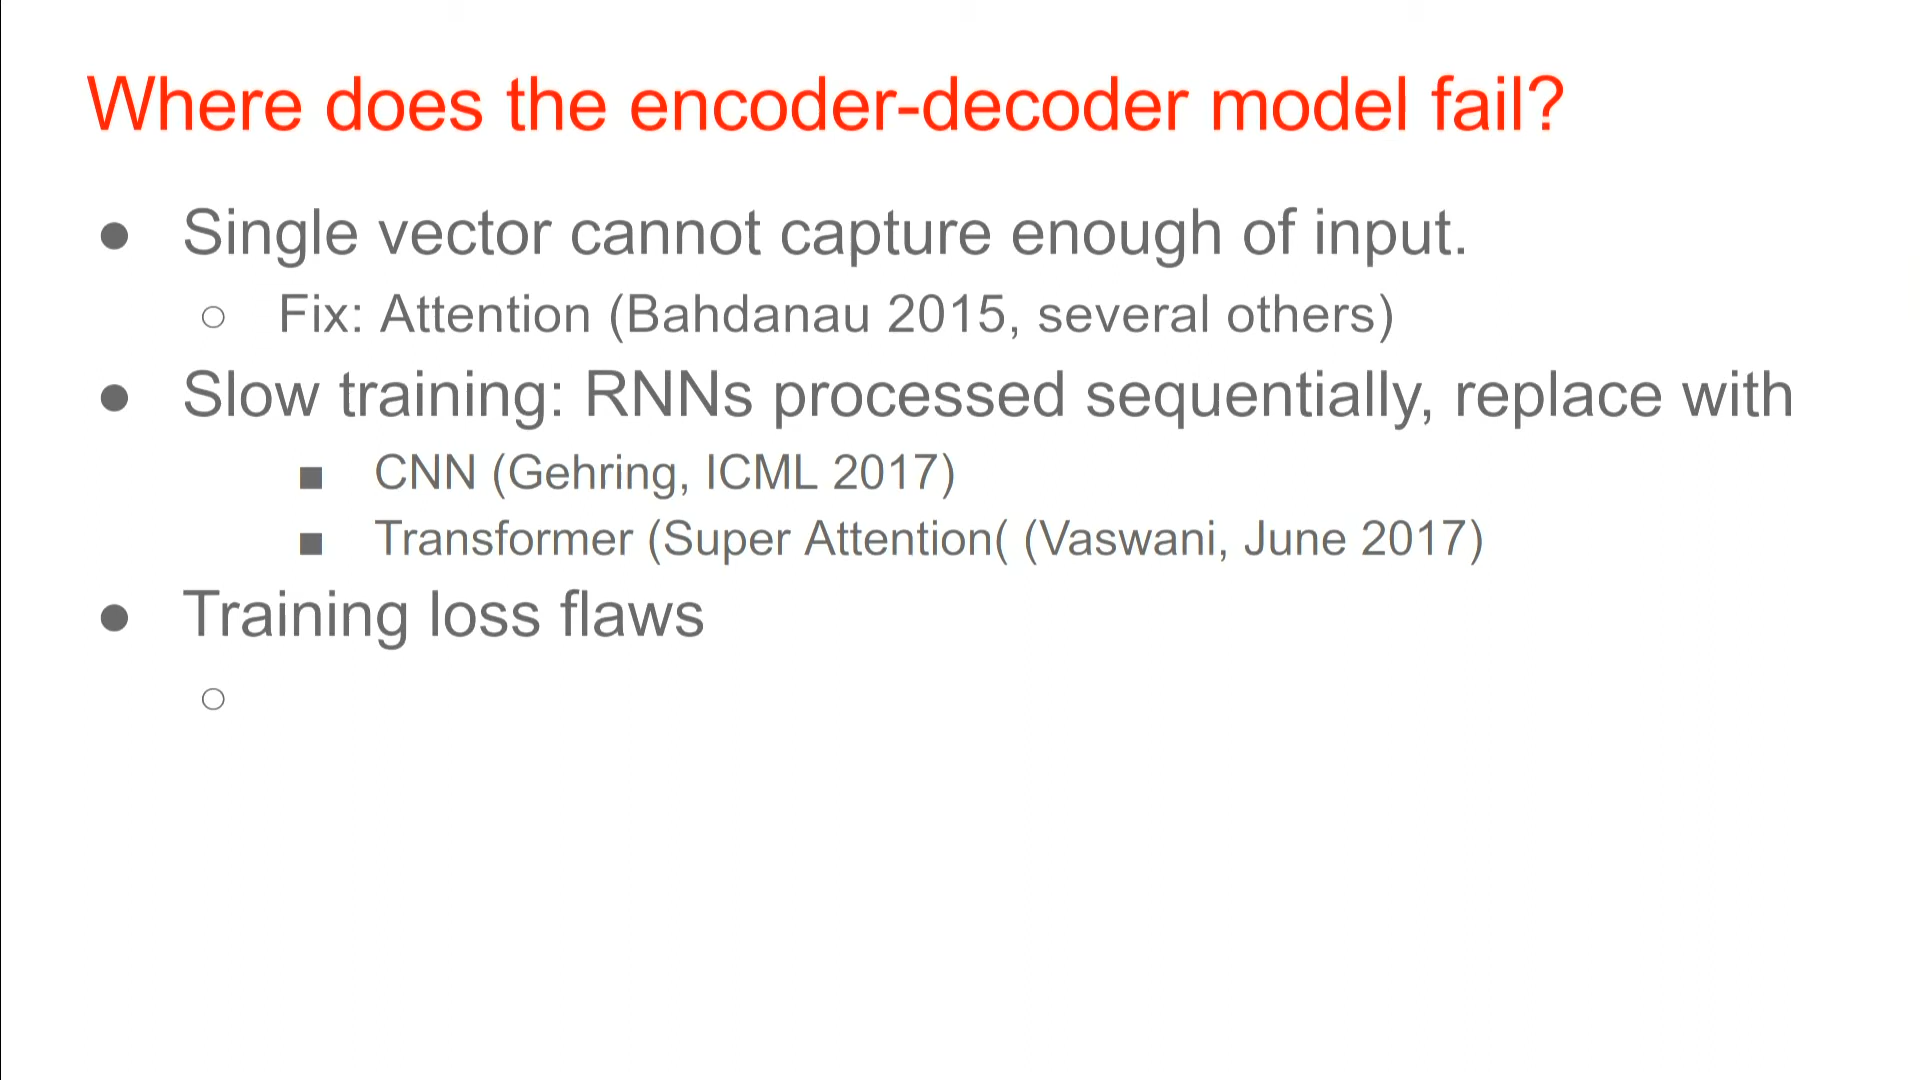 Where does the encoder-decoder model fail?
● Single vector cannot capture enough of input.
○ Fix: Attention (Bahdanau 2015, several others)
● Slow training: RNNs processed sequentially, replace with
■ CNN (Gehring, ICML 2017)
■ Transformer (Super Attention( (Vaswani, June 2017)
● Training loss flaws
○